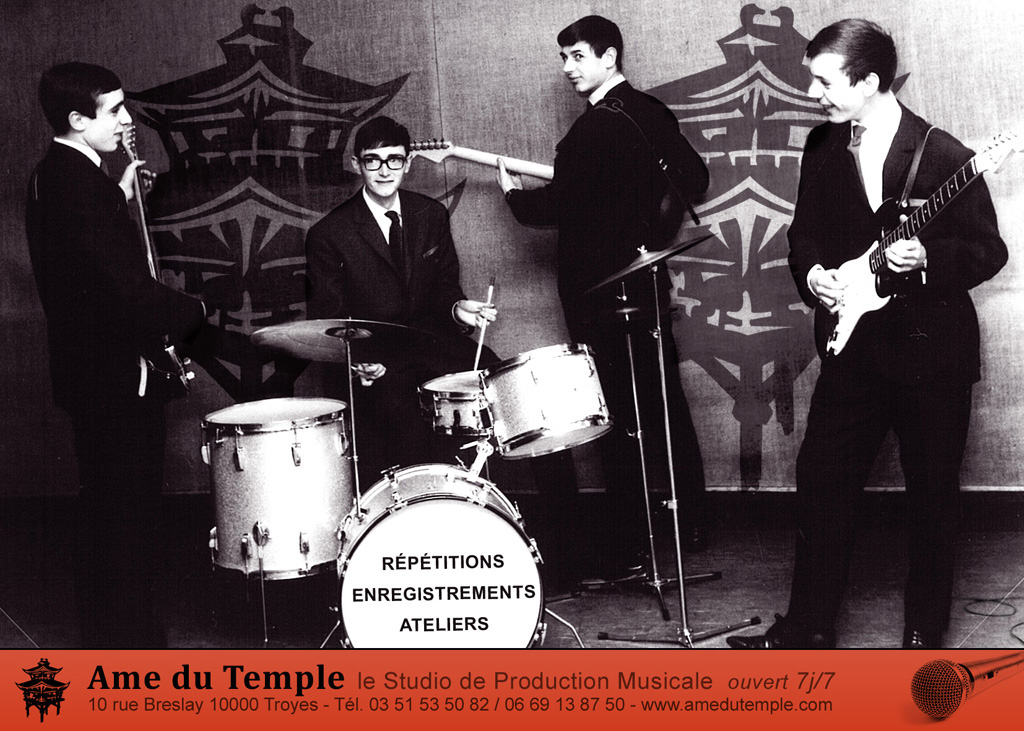 RÉPÉTITIONS
ENREGISTREMENTS
ATELIERS
Ame du Temple le Studio de Production Musicale ouvert 7j/7
10 rue Breslay 10000 Troyes - Tél. 03 51 53 50 82 / 06 69 13 87 50 - www.amedutemple.com